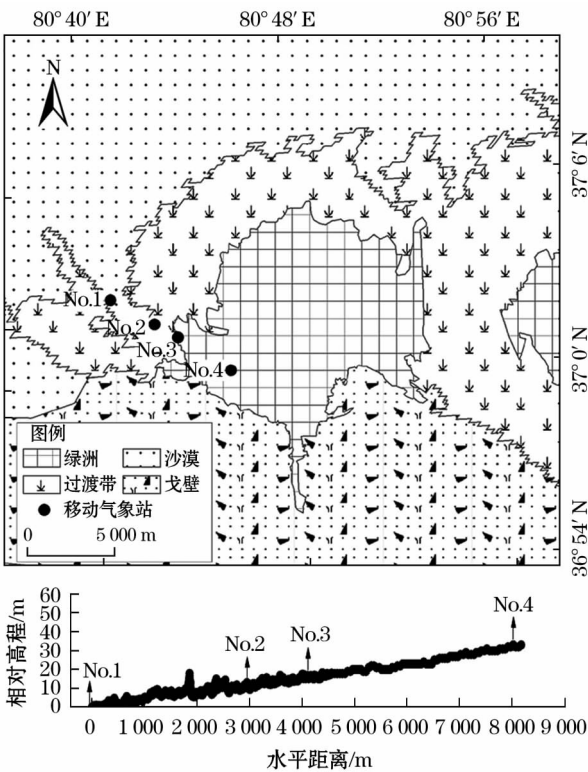 80°40′ E 80°48′ E 80°56′ E
N
37°6′ N
No.1
No.2
No.3
No.4
37°0′ N
图例
绿洲 沙漠
过渡带 戈壁
移动气象站
0 5 000 m
36°54′ N
相对高程/m
60
50
40
30
20
10
0
No.1
No.2
No.3
No.4
0 1 000 2 000 3 000 4 000 5 000 6 000 7 000 8 000 9 000
水平距离/m